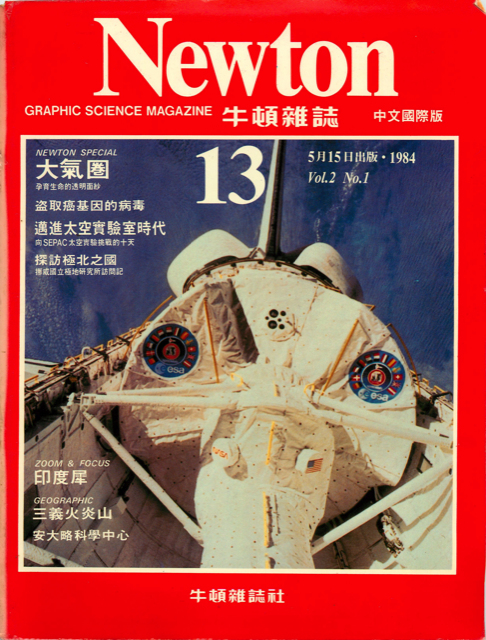 Newton
GRAPHIC SCIENCE MAGAZINE 牛頓雜誌 中文國際版
NEWTON SPECIAL
大氣圈
孕育生命的透明面紗
盜取癌基因的病毒
邁進太空實驗室時代
向SEPAC太空實驗挑戰的十天
探訪極北之國
挪威國立極地研究所訪問記
13
5月15日出版・1984
Vol.2 No.1
esa
esa
ZOOM & FOCUS
印度犀
GEOGRAPHIC
三義火炎山
安大略科學中心
牛頓雜誌社